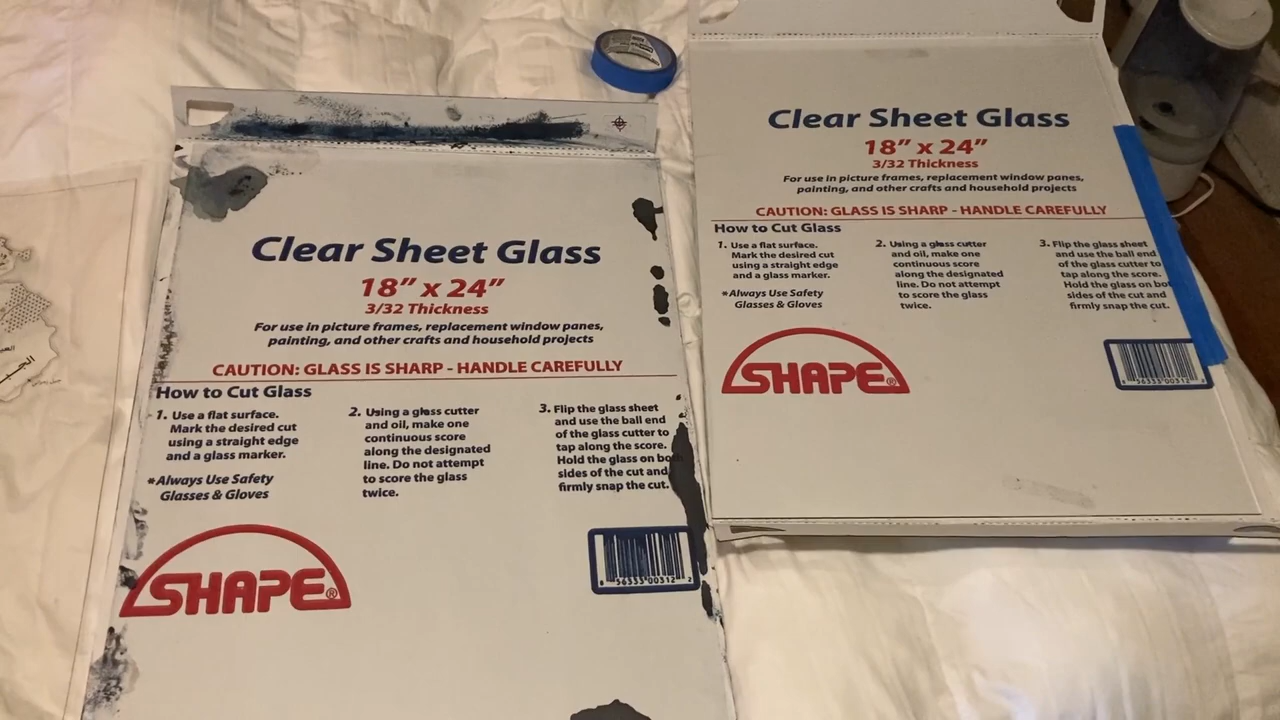 Clear Sheet Glass
18” x 24”
3/32 Thickness
For use in picture frames, replacement window panes,
painting, and other crafts and household projects
CAUTION: GLASS IS SHARP - HANDLE CAREFULLY
How to Cut Glass
1. Use a flat surface.
Mark the desired cut
using a straight edge
and a glass marker.
*Always Use Safety
Glasses & Gloves
2. Using a glass cutter
and oil, make one
continuous score
along the designated
line. Do not attempt
to score the glass
twice.
3. Flip the glass sheet
and use the ball end
of the glass cutter to
tap along the score.
Hold the glass on both
sides of the cut and
firmly snap the cut.
SHAPE®
6 56333 00312 2
Clear Sheet Glass
18” x 24”
3/32 Thickness
For use in picture frames, replacement window panes,
painting, and other crafts and household projects
CAUTION: GLASS IS SHARP - HANDLE CAREFULLY
How to Cut Glass
1. Use a flat surface.
Mark the desired cut
using a straight edge
and a glass marker.
*Always Use Safety
Glasses & Gloves
2. Using a glass cutter
and oil, make one
continuous score
along the designated
line. Do not attempt
to score the glass
twice.
3. Flip the glass sheet
and use the ball end
of the glass cutter to
tap along the score.
Hold the glass on bot
sides of the cut and
firmly snap the cut.
SHAPE®
6 56333 00312 2